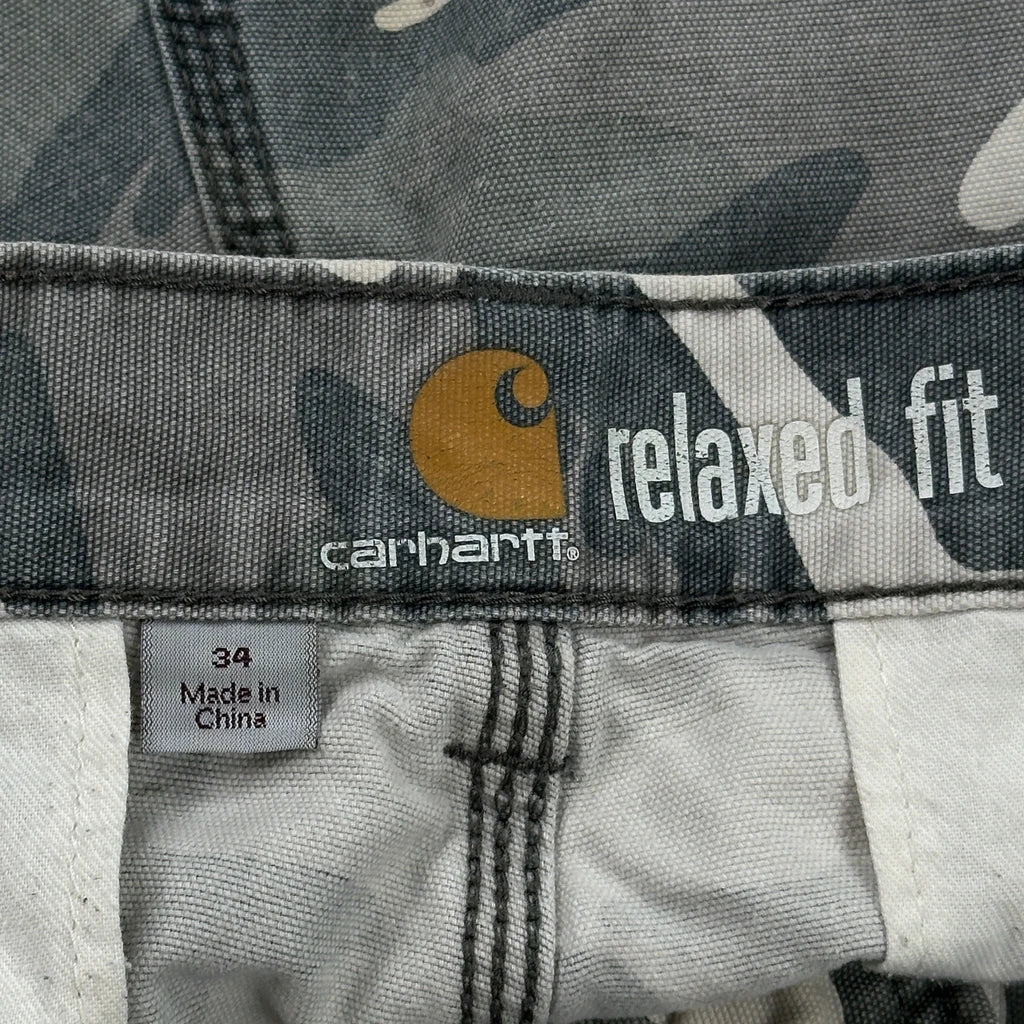 carhartt®
relaxed fit
34
Made in
China